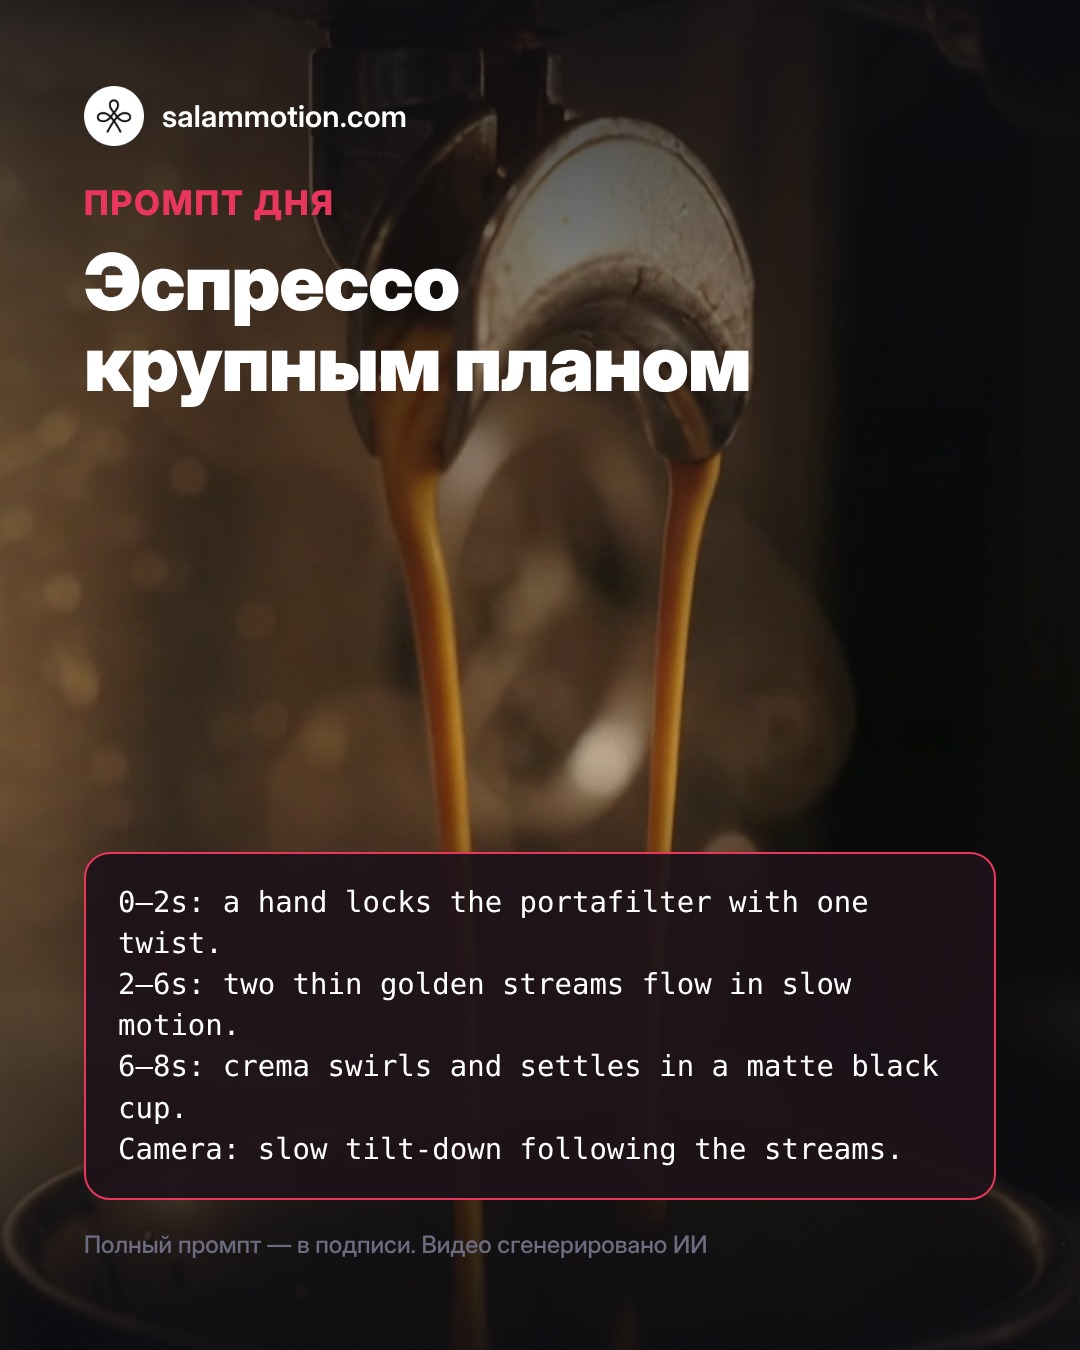 salammotion.com
ПРОМПТ ДНЯ
Эспрессо
крупным планом
0–2s: a hand locks the portafilter with one
twist.
2–6s: two thin golden streams flow in slow
motion.
6–8s: crema swirls and settles in a matte black
cup.
Camera: slow tilt-down following the streams.
Полный промпт — в подписи. Видео сгенерировано ИИ